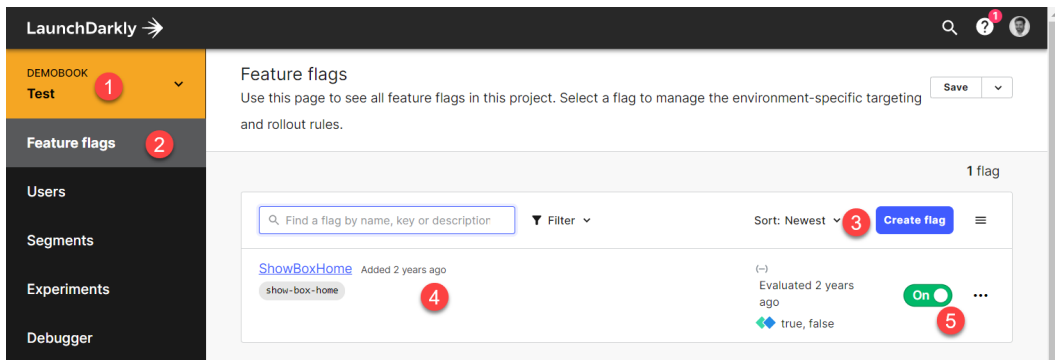 LaunchDarkly
1
DEMOBOOK
Test
1
Feature flags
2
Users
Segments
Experiments
Debugger
Feature flags
Use this page to see all feature flags in this project. Select a flag to manage the environment-specific targeting
and rollout rules.
Save
1 flag
Find a flag by name, key or description
Filter
Sort: Newest
3
Create flag
ShowBoxHome Added 2 years ago
show-box-home
4
(–)
Evaluated 2 years
ago
true, false
On
5